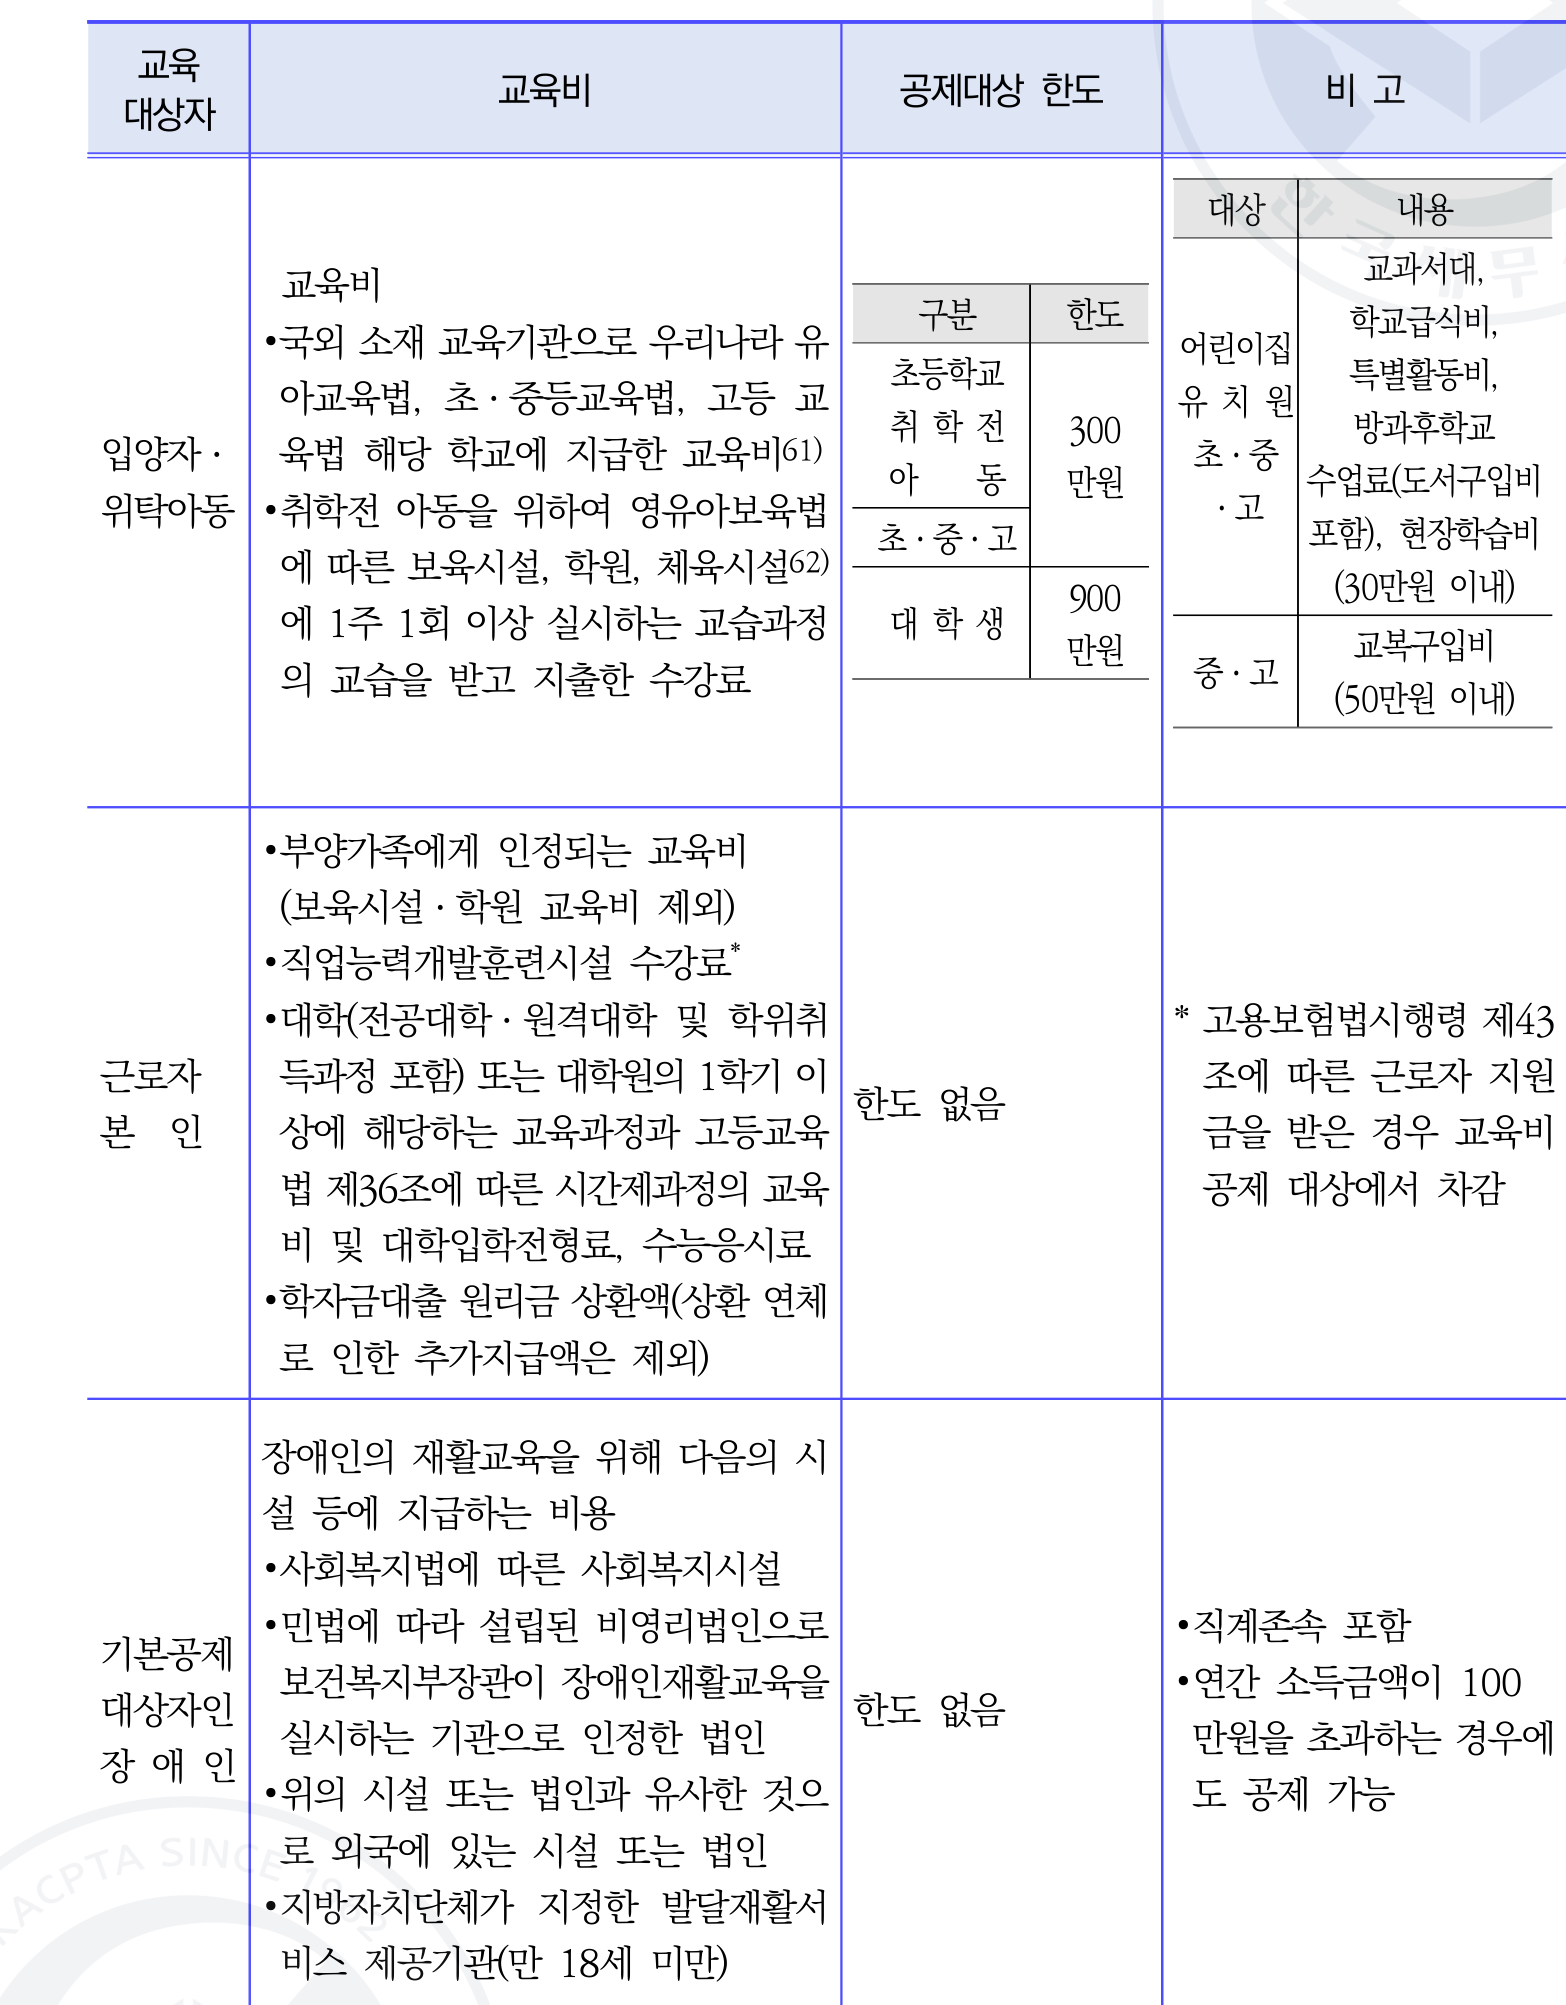 교육
대상자
교육비
공제대상 한도
비 고
입양자 ·
위탁아동
교육비
•국외 소재 교육기관으로 우리나라 유
아교육법, 초 · 중등교육법, 고등 교
육법 해당 학교에 지급한 교육비61)
•취학전 아동을 위하여 영유아보육법
에 따른 보육시설, 학원, 체육시설62)
에 1주 1회 이상 실시하는 교습과정
의 교습을 받고 지출한 수강료
구분
한도
초등학교
취 학 전
아 동
초 · 중 · 고
300
만원
대 학 생
900
만원
대상
내용
어린이집
유 치 원
초 · 중
· 고
교과서대,
학교급식비,
특별활동비,
방과후학교
수업료(도서구입비
포함), 현장학습비
(30만원 이내)
중 · 고
교복구입비
(50만원 이내)
근로자
본 인
•부양가족에게 인정되는 교육비
(보육시설 · 학원 교육비 제외)
•직업능력개발훈련시설 수강료*
•대학(전공대학 · 원격대학 및 학위취
득과정 포함) 또는 대학원의 1학기 이
상에 해당하는 교육과정과 고등교육
법 제36조에 따른 시간제과정의 교육
비 및 대학입학전형료, 수능응시료
•학자금대출 원리금 상환액(상환 연체
로 인한 추가지급액은 제외)
한도 없음
* 고용보험법시행령 제43
조에 따른 근로자 지원
금을 받은 경우 교육비
공제 대상에서 차감
기본공제
대상자인
장 애 인
장애인의 재활교육을 위해 다음의 시
설 등에 지급하는 비용
•사회복지법에 따른 사회복지시설
•민법에 따라 설립된 비영리법인으로
보건복지부장관이 장애인재활교육을
실시하는 기관으로 인정한 법인
•위의 시설 또는 법인과 유사한 것으
로 외국에 있는 시설 또는 법인
•지방자치단체가 지정한 발달재활서
비스 제공기관(만 18세 미만)
한도 없음
•직계존속 포함
•연간 소득금액이 100
만원을 초과하는 경우에
도 공제 가능
한국세무
KACPTA SINCE 1962